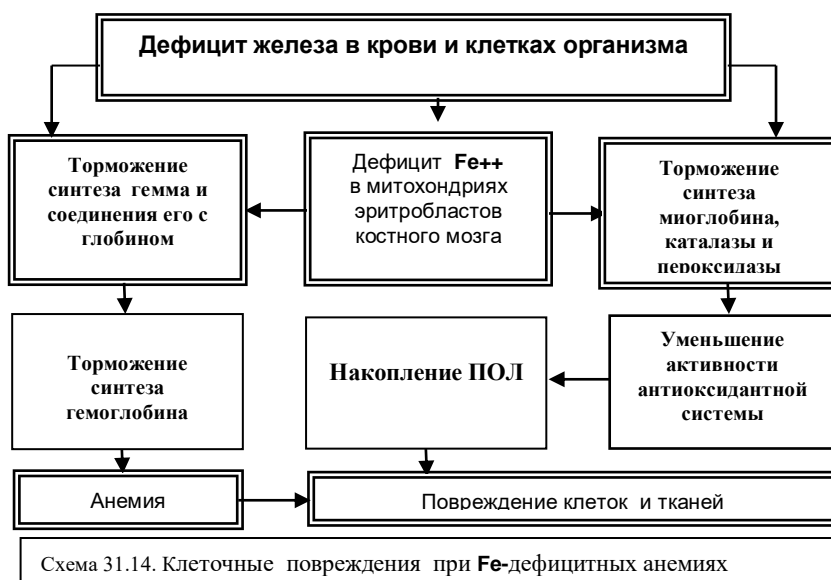 Дефицит железа в крови и клетках организма
Торможение
синтеза гемма и
соединения его с
глобином
Дефицит Fe++
в митохондриях
эритробластов
костного мозга
Торможение
синтеза
миоглобина,
каталазы и
пероксидазы
Торможение
синтеза
гемоглобина
Накопление ПОЛ
Уменьшение
активности
антиоксидантной
системы
Анемия
Повреждение клеток и тканей
Схема 31.14. Клеточные повреждения при Fe-дефицитных анемиях